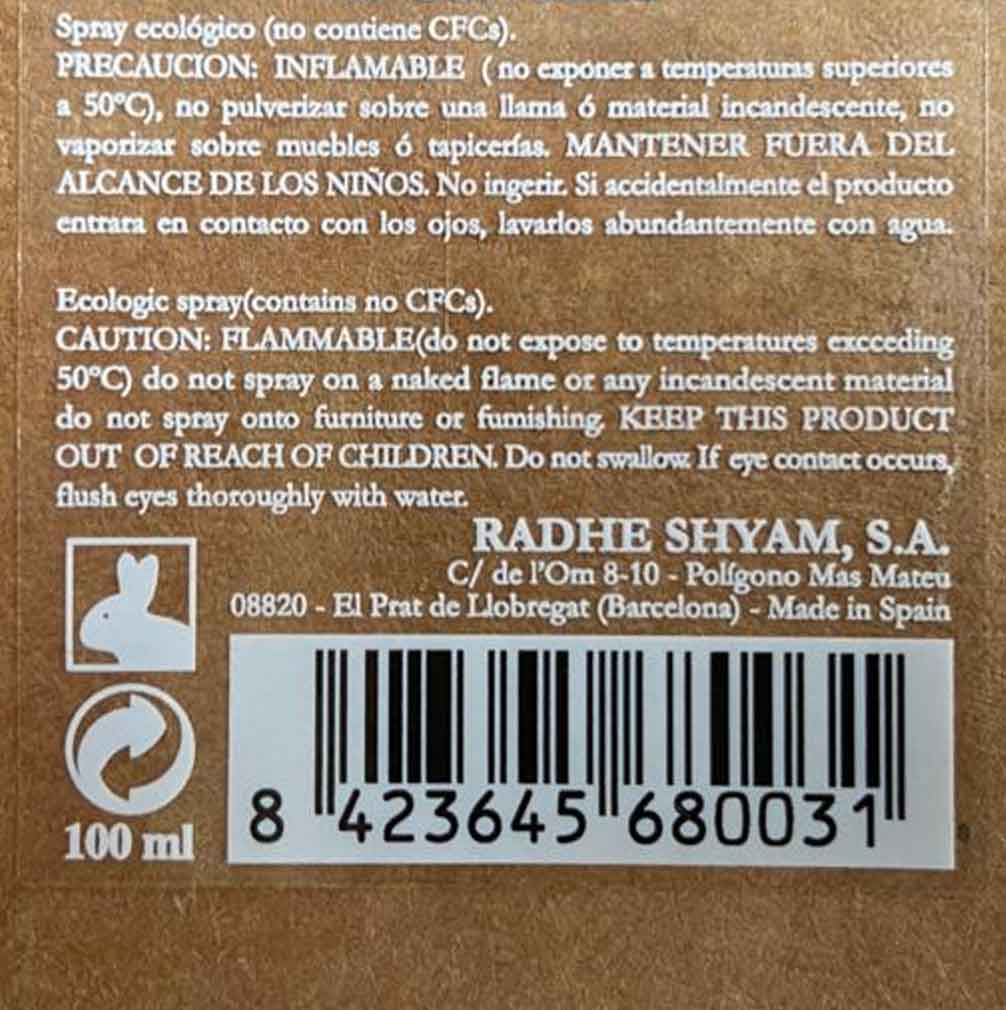 Spray ecológico (no contiene CFCs).
PRECAUCION: INFLAMABLE ( no exponer a temperaturas superiores
a 50ºC), no pulverizar sobre una llama ó material incandescente, no
vaporizar sobre muebles ó tapicerías. MANTENER FUERA DEL
ALCANCE DE LOS NIÑOS. No ingerir. Si accidentalmente el producto
entrara en contacto con los ojos, lavarlos abundantemente con agua.
Ecologic spray(contains no CFCs).
CAUTION: FLAMMABLE(do not expose to temperatures exceeding
50ºC) do not spray on a naked flame or any incandescent material
do not spray onto furniture or furnishing. KEEP THIS PRODUCT
OUT OF REACH OF CHILDREN. Do not swallow. If eye contact occurs,
flush eyes thoroughly with water.
RADHE SHYAM, S.A.
C/ de l'Om 8-10 - Polígono Mas Mateu
08820 - El Prat de Llobregat (Barcelona) - Made in Spain
100 ml
8 423645 680031